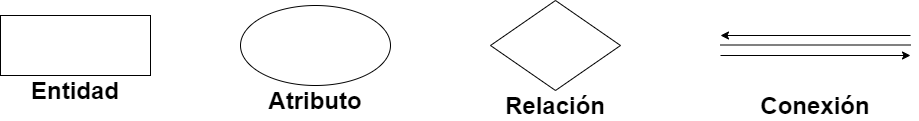 Entidad
Atributo
Relación
Conexión